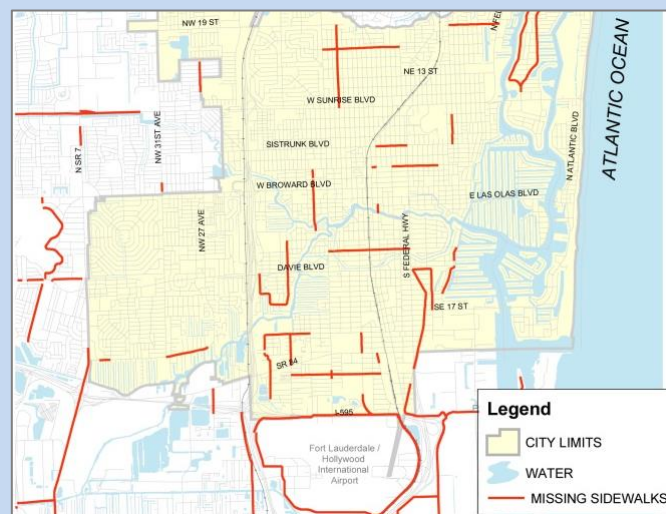 NW 19 ST
N FE
NE 13 ST
W SUNRISE BLVD
NW 31ST AVE
N SR 7
SISTRUNK BLVD
W BROWARD BLVD
E LAS OLAS BLVD
N ATLANTIC BLVD
ATLANTIC OCEAN
NW 27 AVE
S FEDERAL HWY
DAVIE BLVD
SE 17 ST
SR 84
I-595
Fort Lauderdale /
Hollywood
International
Airport
Legend
CITY LIMITS
WATER
MISSING SIDEWALKS